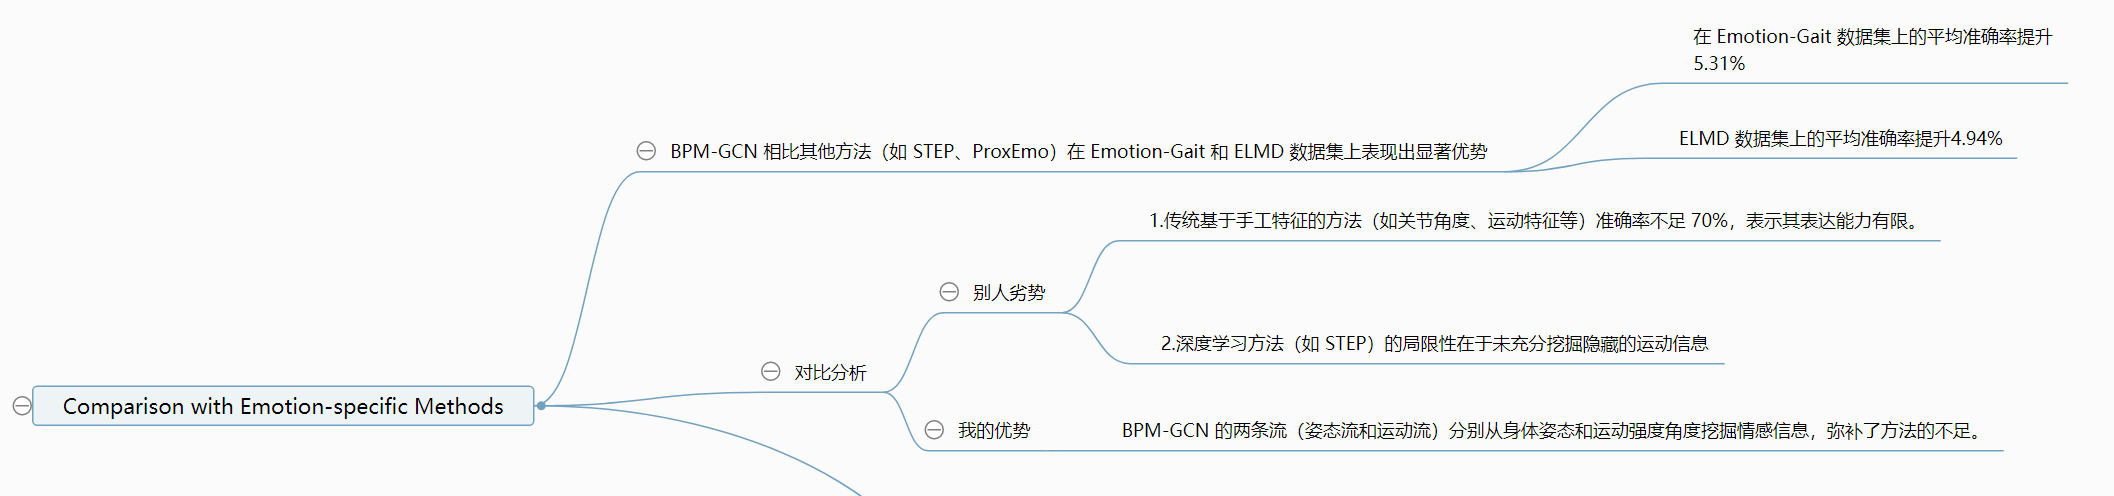 在 Emotion-Gait 数据集上的平均准确率提升
5.31%
ELMD 数据集上的平均准确率提升4.94%
BPM-GCN 相比其他方法（如 STEP、ProxEmo）在 Emotion-Gait 和 ELMD 数据集上表现出显著优势
1.传统基于手工特征的方法（如关节角度、运动特征等）准确率不足 70%，表示其表达能力有限。
别人劣势
2.深度学习方法（如 STEP）的局限性在于未充分挖掘隐藏的运动信息
对比分析
Comparison with Emotion-specific Methods
我的优势
BPM-GCN 的两条流（姿态流和运动流）分别从身体姿态和运动强度角度挖掘情感信息，弥补了方法的不足。